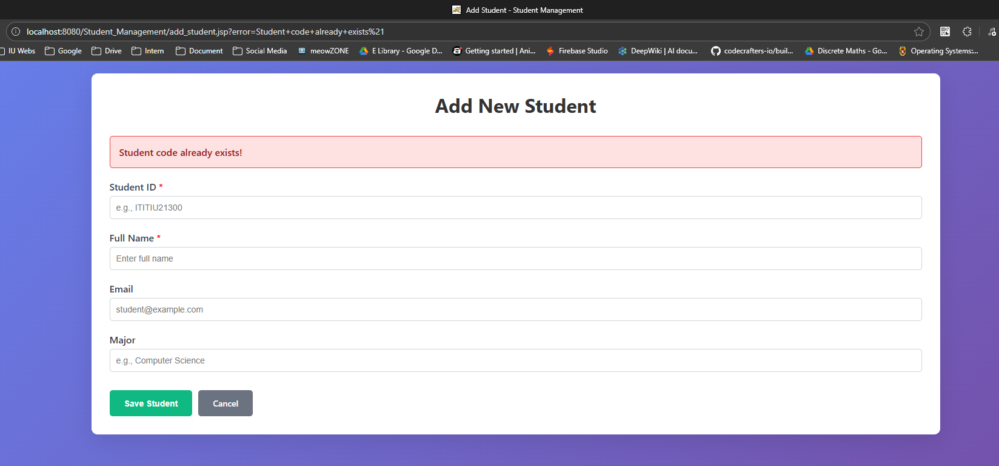 Add Student - Student Management
localhost:8080/Student_Management/add_student.jsp?error=Student+code+already+exists%21
IU Webs Google Drive Intern Document Social Media meowZONE E Library - Google D... Getting started | Ani... Firebase Studio DeepWiki | AI docu... codecrafters-io/buil... Discrete Maths - Go... Operating Systems:...
Add New Student
Student code already exists!
Student ID *
e.g., ITITIU21300
Full Name *
Enter full name
Email
student@example.com
Major
e.g., Computer Science
Save Student Cancel